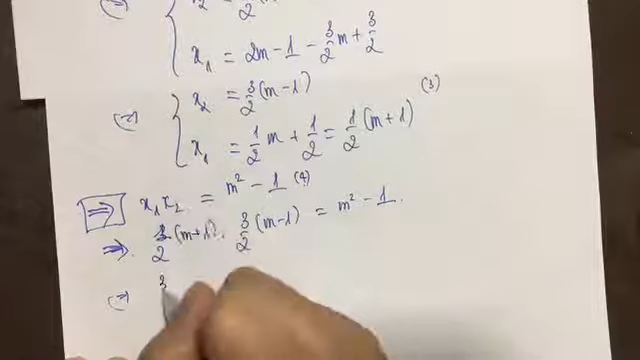 (⇔) { x₂ =
x₁ = 2m - 1 - 3/2 m + 3/2
(⇔) { x₂ = 3/2 (m - 1)
x₁ = 1/2 m + 1/2 = 1/2 (m + 1) (3)
⇒ x₁x₂ = m² - 1 (4)
⇒ 1/2 (m+1) . 3/2 (m - 1) = m² - 1.
(⇔) 3